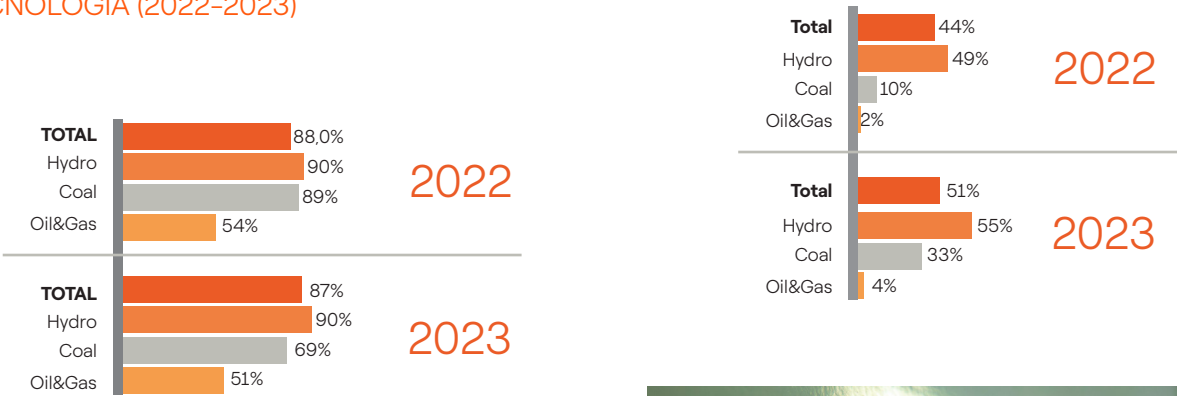 CNOLOGÍA (2022–2023)
TOTAL 88,0%
Hydro 90%
Coal 89%
Oil&Gas 54%
2022
TOTAL 87%
Hydro 90%
Coal 69%
Oil&Gas 51%
2023
Total 44%
Hydro 49%
Coal 10%
Oil&Gas 2%
2022
Total 51%
Hydro 55%
Coal 33%
Oil&Gas 4%
2023